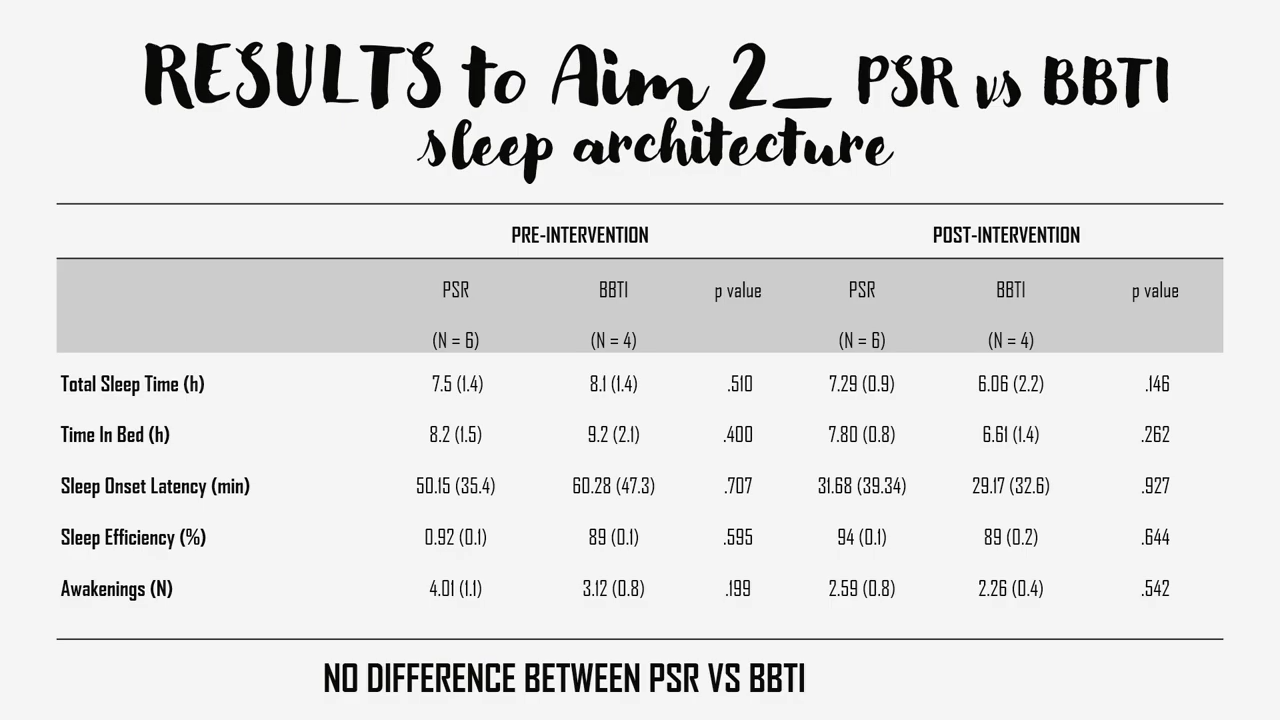 RESULTS to Aim 2_ PSR vs BBTI
sleep architecture
PRE-INTERVENTION POST-INTERVENTION
PSR BBTI p value PSR BBTI p value
(N = 6) (N = 4) (N = 6) (N = 4)
Total Sleep Time (h) 7.5 (1.4) 8.1 (1.4) .510 7.29 (0.9) 6.06 (2.2) .146
Time In Bed (h) 8.2 (1.5) 9.2 (2.1) .400 7.80 (0.8) 6.61 (1.4) .262
Sleep Onset Latency (min) 50.15 (35.4) 60.28 (47.3) .707 31.68 (39.34) 29.17 (32.6) .927
Sleep Efficiency (%) 0.92 (0.1) 89 (0.1) .595 94 (0.1) 89 (0.2) .644
Awakenings (N) 4.01 (1.1) 3.12 (0.8) .199 2.59 (0.8) 2.26 (0.4) .542
NO DIFFERENCE BETWEEN PSR VS BBTI